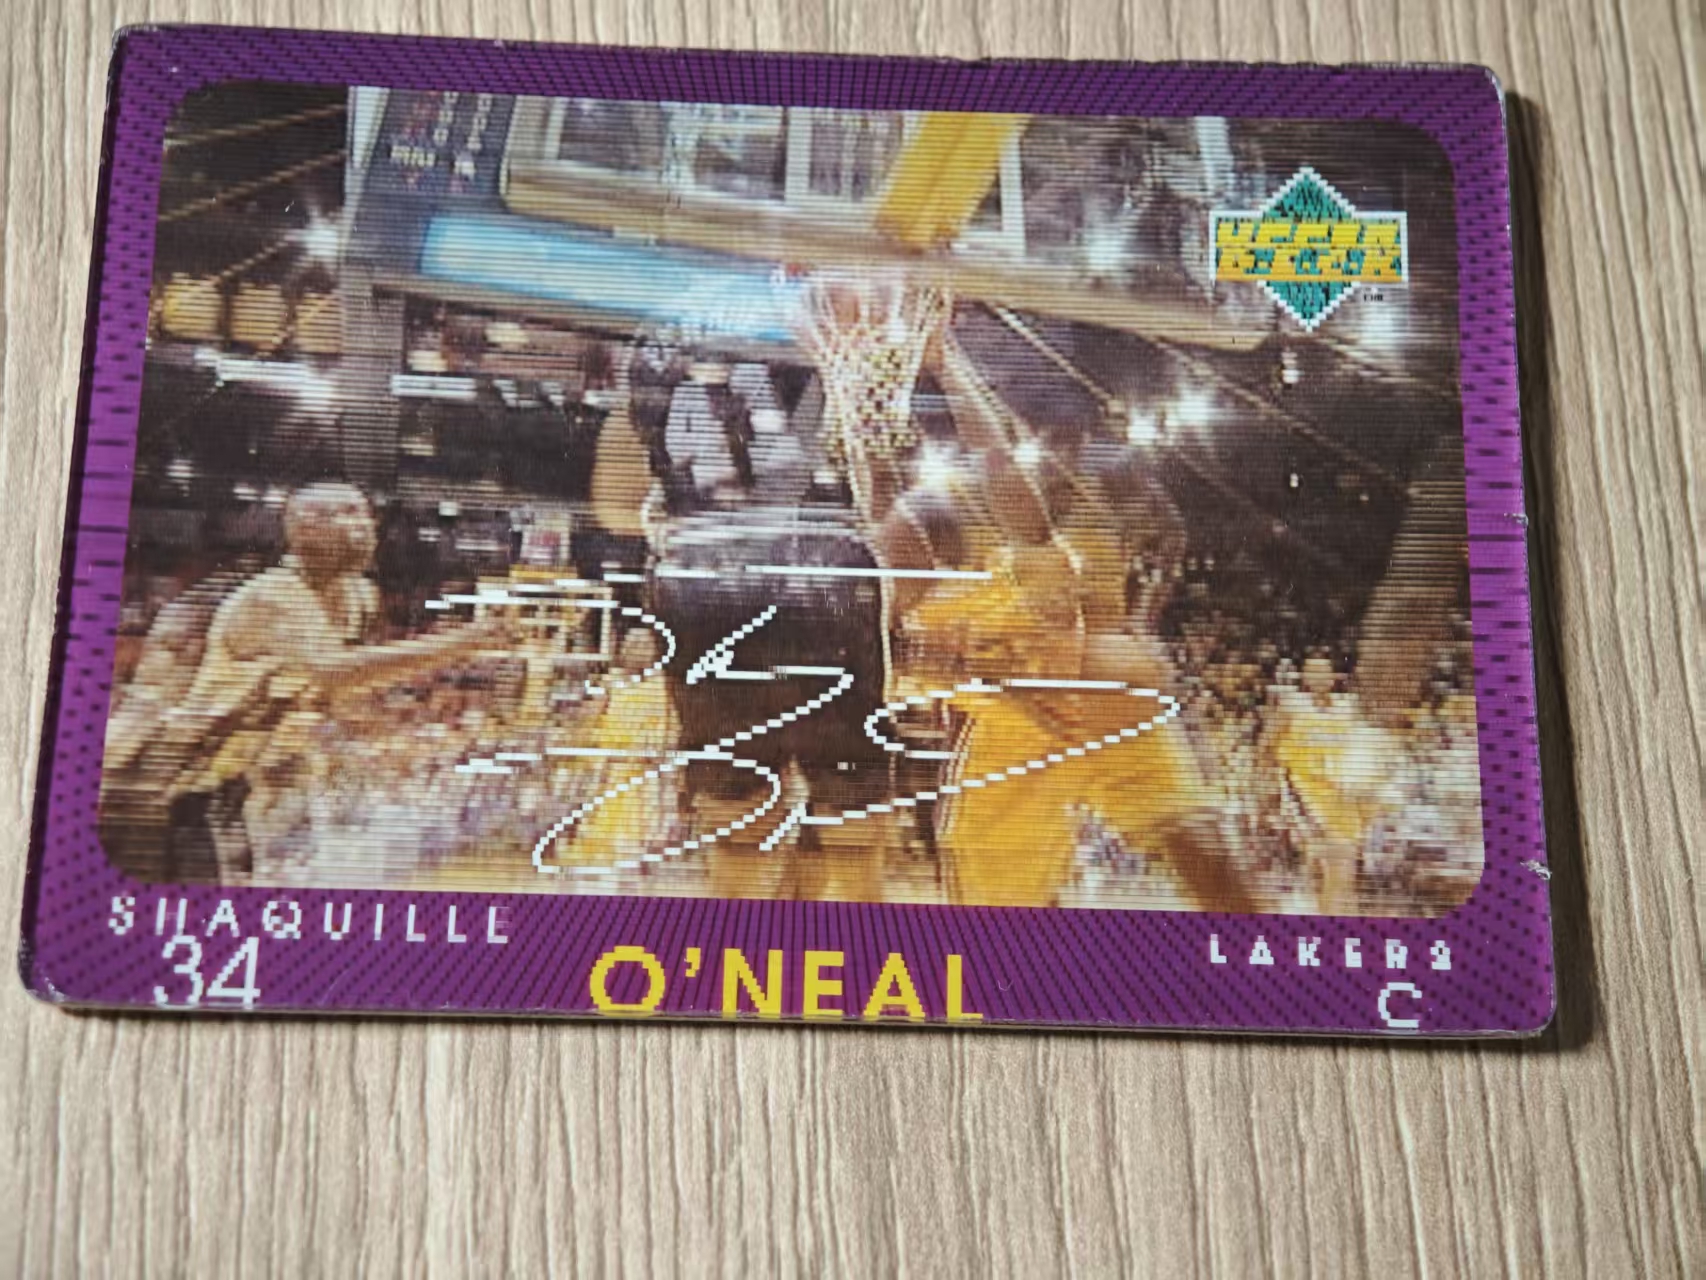 UPPER
DECK
SHAQUILLE
34
O'NEAL
LAKERS
C